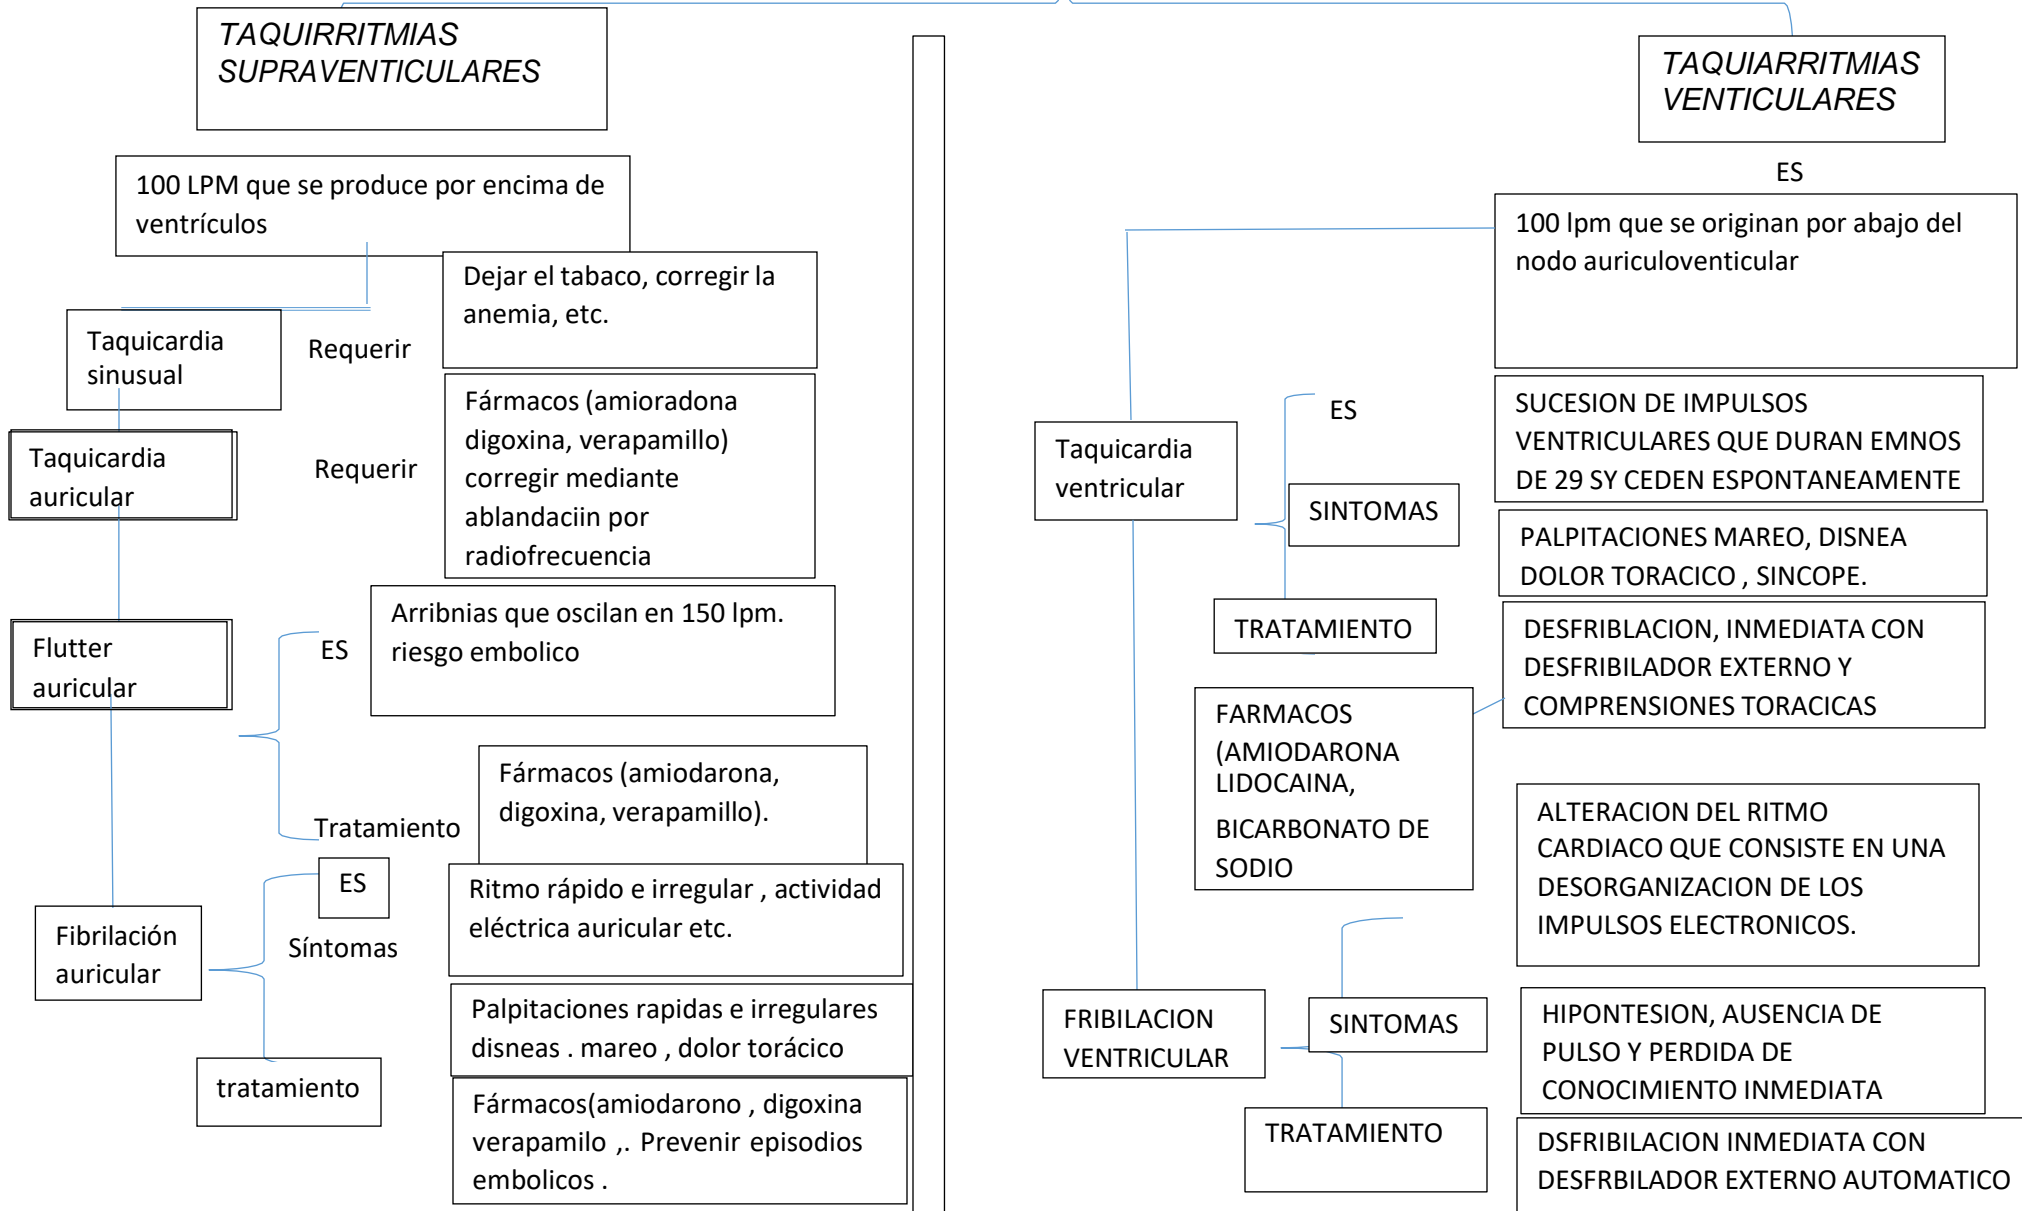 TAQUIRRITMIAS
SUPRAVENTICULARES
100 LPM que se produce por encima de
ventrículos
Taquicardia
sinusual
Requerir
Dejar el tabaco, corregir la
anemia, etc.
Taquicardia
auricular
Requerir
Fármacos (amioradona
digoxina, verapamillo)
corregir mediante
ablandaciin por
radiofrecuencia
Flutter
auricular
ES
Arribnias que oscilan en 150 lpm.
riesgo embolico
Tratamiento
Fármacos (amiodarona,
digoxina, verapamillo).
Fibrilación
auricular
ES
Ritmo rápido e irregular , actividad
eléctrica auricular etc.
Síntomas
Palpitaciones rapidas e irregulares
disneas . mareo , dolor torácico
tratamiento
Fármacos(amiodarono , digoxina
verapamilo ,. Prevenir episodios
embolicos .
TAQUIARRITMIAS
VENTICULARES
ES
100 lpm que se originan por abajo del
nodo auriculoventicular
Taquicardia
ventricular
ES
SUCESION DE IMPULSOS
VENTRICULARES QUE DURAN EMNOS
DE 29 SY CEDEN ESPONTANEAMENTE
SINTOMAS
PALPITACIONES MAREO, DISNEA
DOLOR TORACICO , SINCOPE.
TRATAMIENTO
DESFRIBLACION, INMEDIATA CON
DESFRIBILADOR EXTERNO Y
COMPRENSIONES TORACICAS
FARMACOS
(AMIODARONA
LIDOCAINA,
BICARBONATO DE
SODIO
FRIBILACION
VENTRICULAR
ALTERACION DEL RITMO
CARDIACO QUE CONSISTE EN UNA
DESORGANIZACION DE LOS
IMPULSOS ELECTRONICOS.
SINTOMAS
HIPONTESION, AUSENCIA DE
PULSO Y PERDIDA DE
CONOCIMIENTO INMEDIATA
TRATAMIENTO
DSFRIBILACION INMEDIATA CON
DESFRBILADOR EXTERNO AUTOMATICO